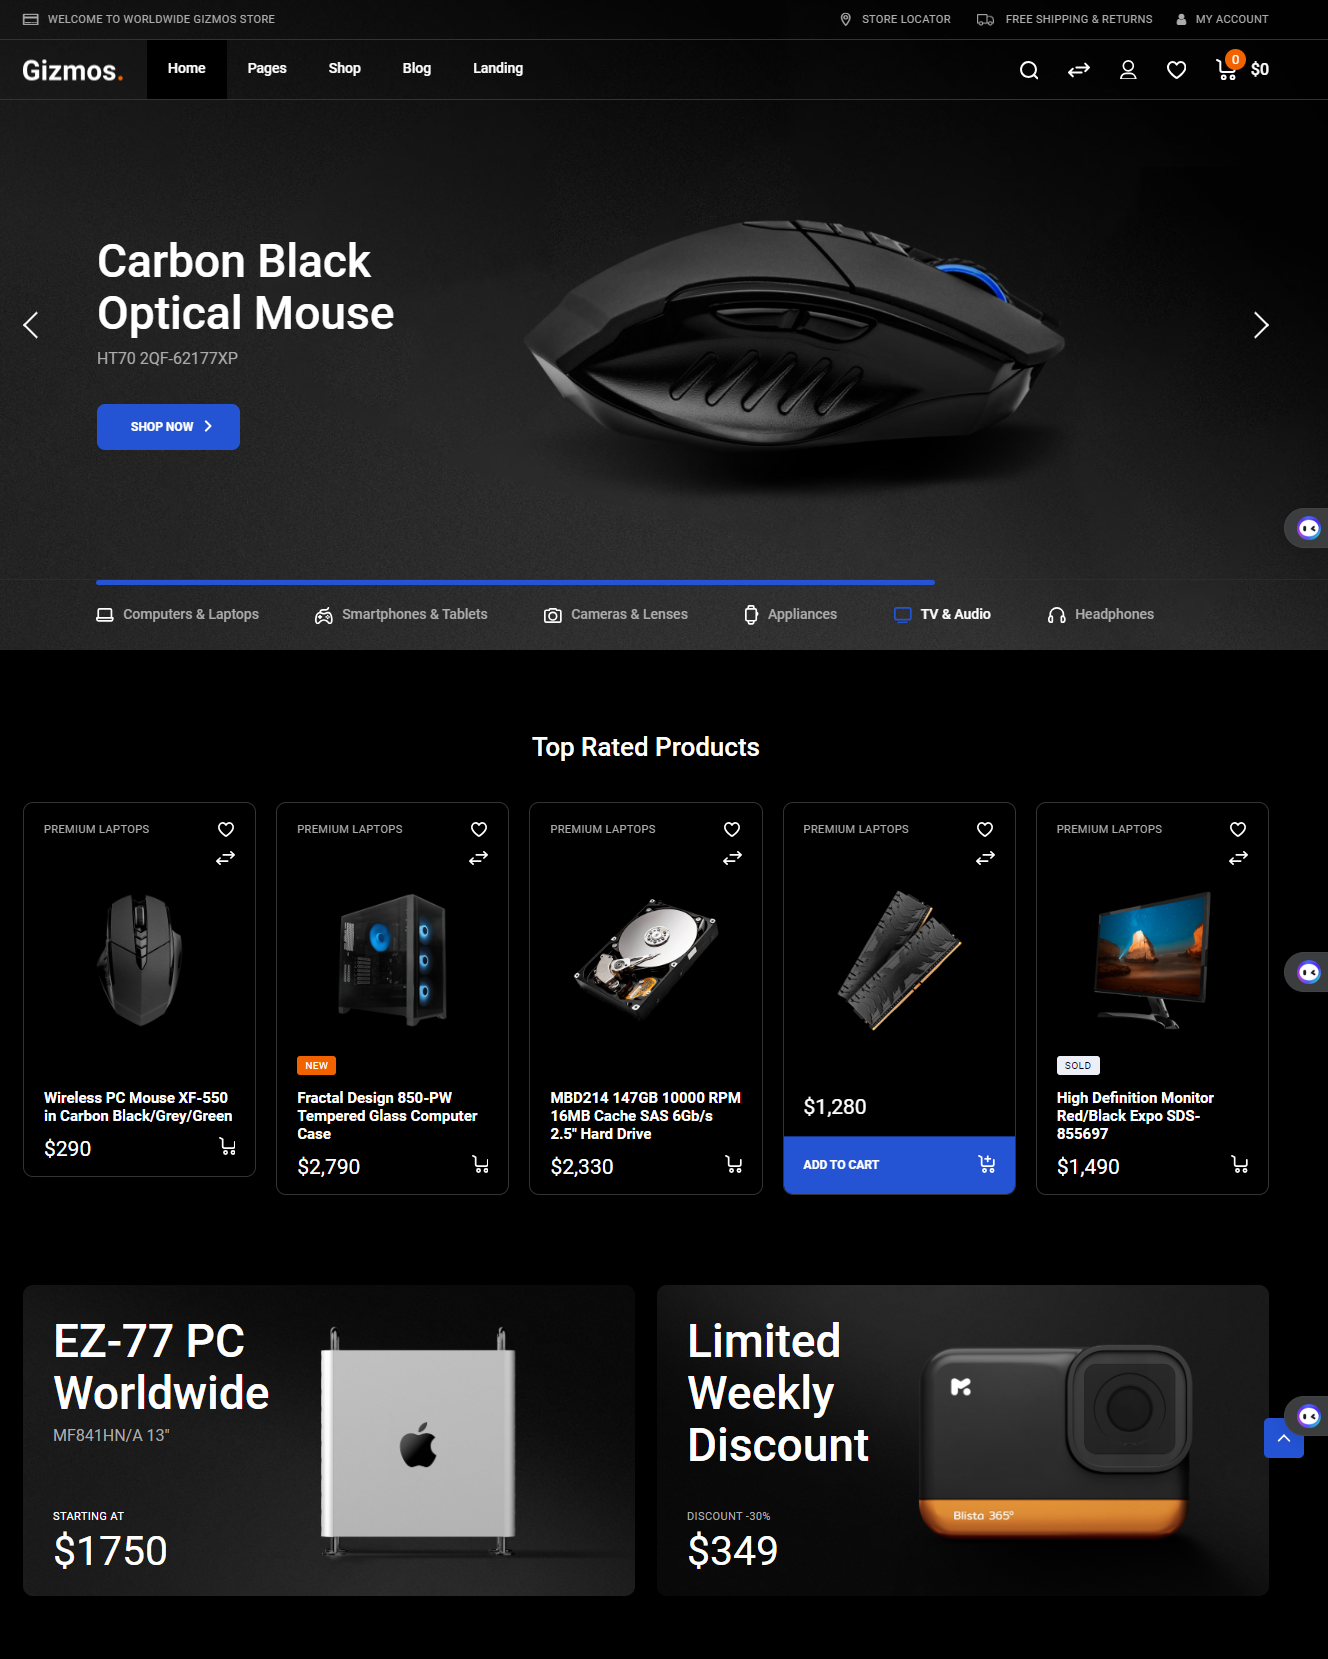 WELCOME TO WORLDWIDE GIZMOS STORE
STORE LOCATOR
FREE SHIPPING & RETURNS
MY ACCOUNT
Gizmos.
Home
Pages
Shop
Blog
Landing
0
$0
Carbon Black
Optical Mouse
HT70 2QF-62177XP
SHOP NOW
Computers & Laptops
Smartphones & Tablets
Cameras & Lenses
Appliances
TV & Audio
Headphones
Top Rated Products
PREMIUM LAPTOPS
Wireless PC Mouse XF-550
in Carbon Black/Grey/Green
$290
PREMIUM LAPTOPS
NEW
Fractal Design 850-PW
Tempered Glass Computer
Case
$2,790
PREMIUM LAPTOPS
MBD214 147GB 10000 RPM
16MB Cache SAS 6Gb/s
2.5" Hard Drive
$2,330
PREMIUM LAPTOPS
$1,280
ADD TO CART
PREMIUM LAPTOPS
SOLD
High Definition Monitor
Red/Black Expo SDS-
855697
$1,490
EZ-77 PC
Worldwide
MF841HN/A 13"
STARTING AT
$1750
Limited
Weekly
Discount
DISCOUNT -30%
$349
Blista 365°